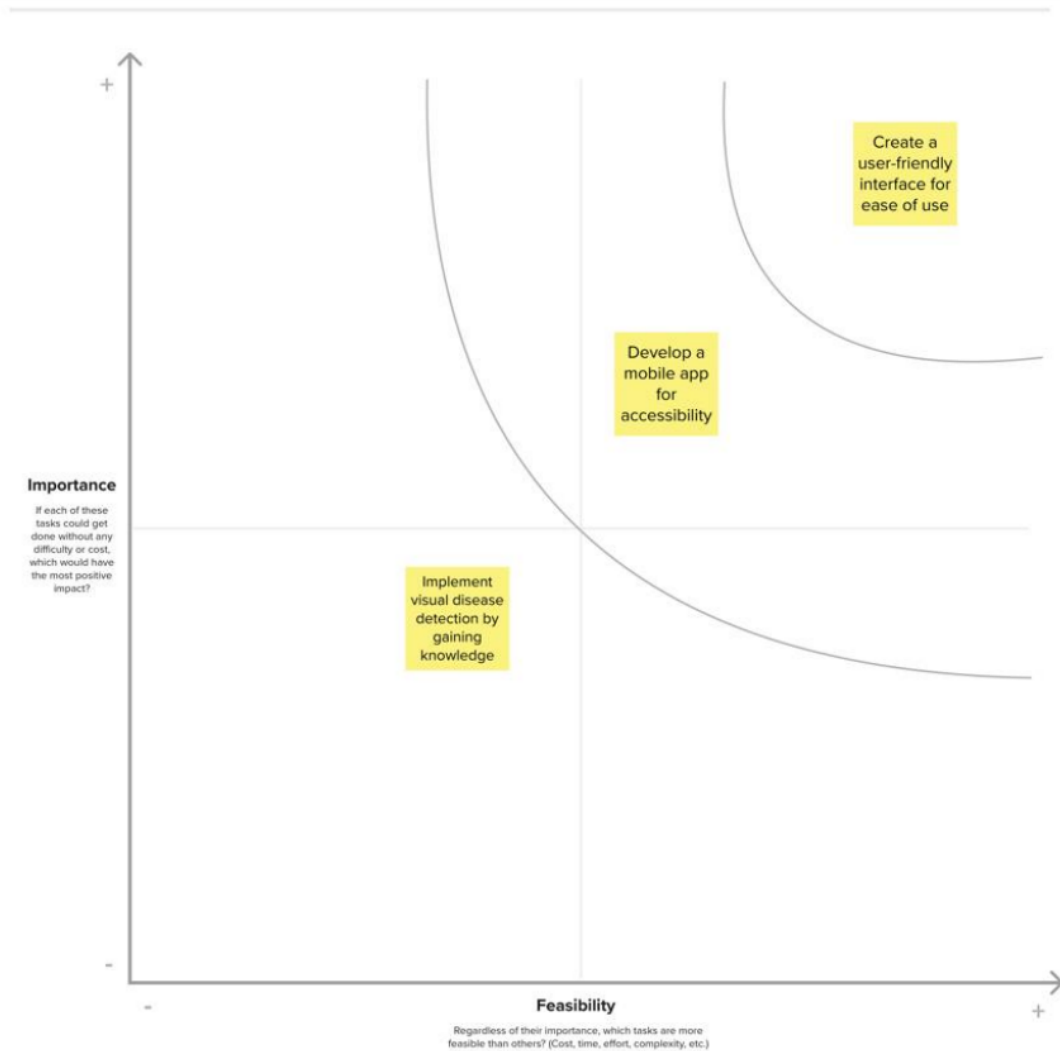 +
Create a
user-friendly
interface for
ease of use
Develop a
mobile app
for
accessibility
Importance
If each of these
tasks could get
done without any
difficulty or cost,
which would have
the most positive
impact?
Implement
visual disease
detection by
gaining
knowledge
-
-
Feasibility
+
Regardless of their importance, which tasks are more
feasible than others? (Cost, time, effort, complexity, etc.)